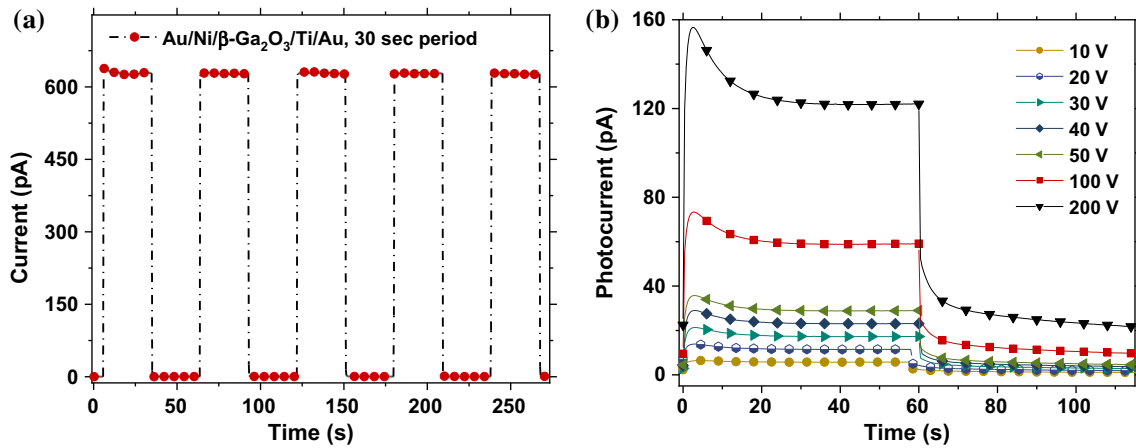 (a)
Au/Ni/β-Ga₂O₃/Ti/Au, 30 sec period
Current (pA)
600
450
300
150
0
0 50 100 150 200 250
Time (s)
(b)
Photocurrent (pA)
160
120
80
40
0
0 20 40 60 80 100
Time (s)
10 V
20 V
30 V
40 V
50 V
100 V
200 V